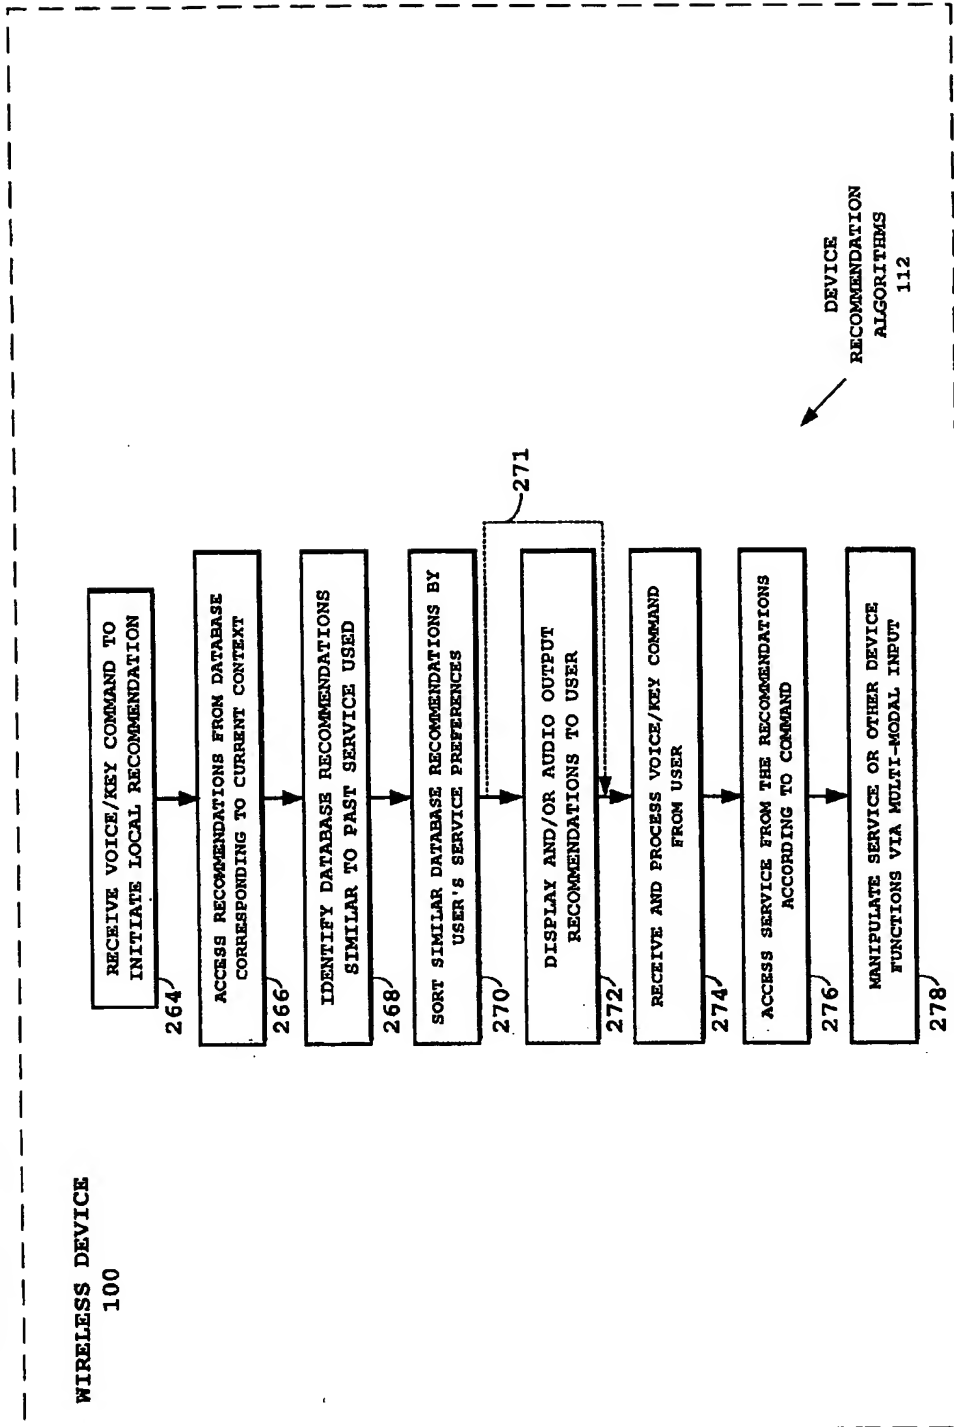 WIRELESS DEVICE
100
RECEIVE VOICE/KEY COMMAND TO
INITIATE LOCAL RECOMMENDATION
264
ACCESS RECOMMENDATIONS FROM DATABASE
CORRESPONDING TO CURRENT CONTEXT
266
IDENTIFY DATABASE RECOMMENDATIONS
SIMILAR TO PAST SERVICE USED
268
SORT SIMILAR DATABASE RECOMMENDATIONS BY
USER'S SERVICE PREFERENCES
270
271
DISPLAY AND/OR AUDIO OUTPUT
RECOMMENDATIONS TO USER
272
RECEIVE AND PROCESS VOICE/KEY COMMAND
FROM USER
274
ACCESS SERVICE FROM THE RECOMMENDATIONS
ACCORDING TO COMMAND
276
MANIPULATE SERVICE OR OTHER DEVICE
FUNCTIONS VIA MULTI-MODAL INPUT
278
DEVICE
RECOMMENDATION
ALGORITHMS
112